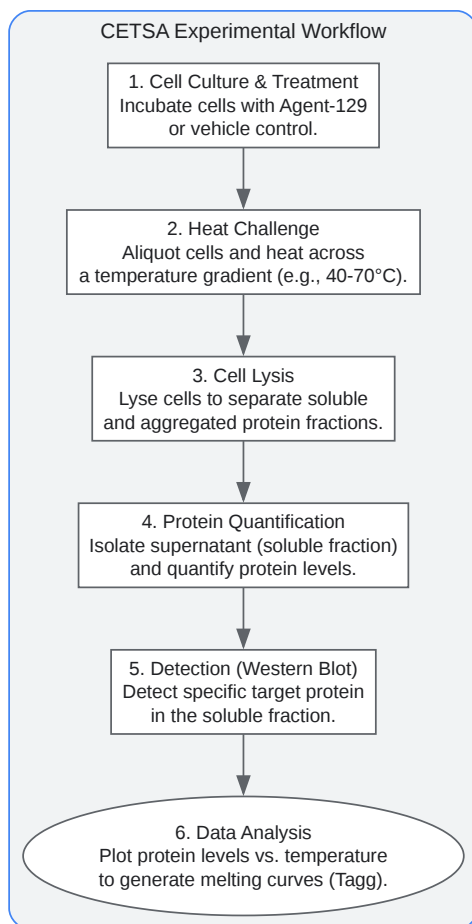 CETSA Experimental Workflow
1. Cell Culture & Treatment
Incubate cells with Agent-129
or vehicle control.
2. Heat Challenge
Aliquot cells and heat across
a temperature gradient (e.g., 40-70°C).
3. Cell Lysis
Lyse cells to separate soluble
and aggregated protein fractions.
4. Protein Quantification
Isolate supernatant (soluble fraction)
and quantify protein levels.
5. Detection (Western Blot)
Detect specific target protein
in the soluble fraction.
6. Data Analysis
Plot protein levels vs. temperature
to generate melting curves (Tagg).